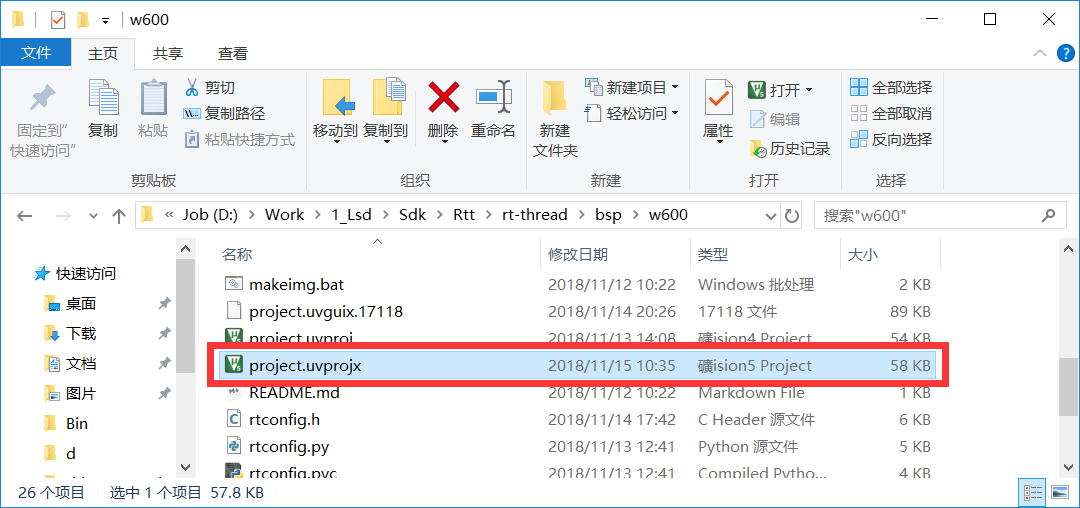 w600
文件 主页 共享 查看
固定到"快速访问"
复制
粘贴
剪切
复制路径
粘贴快捷方式
剪贴板
移动到 复制到 删除 重命名
组织
新建文件夹
新建项目
轻松访问
新建
属性
打开
编辑
历史记录
打开
全部选择
全部取消
反向选择
选择
« Job (D:) > Work > 1_Lsd > Sdk > Rtt > rt-thread > bsp > w600
搜索"w600"
快速访问
桌面
下载
文档
图片
Bin
d
名称 修改日期 类型 大小
makeimg.bat 2018/11/12 10:22 Windows 批处理 2 KB
project.uvguix.17118 2018/11/14 20:26 17118 文件 89 KB
project.uvproj 2018/11/13 14:08 礦ision4 Project 54 KB
project.uvprojx 2018/11/15 10:35 礦ision5 Project 58 KB
README.md 2018/11/12 10:22 Markdown File 1 KB
rtconfig.h 2018/11/14 17:42 C Header 源文件 6 KB
rtconfig.py 2018/11/13 12:41 Python 源文件 5 KB
rtconfig.pyc 2018/11/13 12:41 Compiled Pytho... 4 KB
26 个项目 选中 1 个项目 57.8 KB